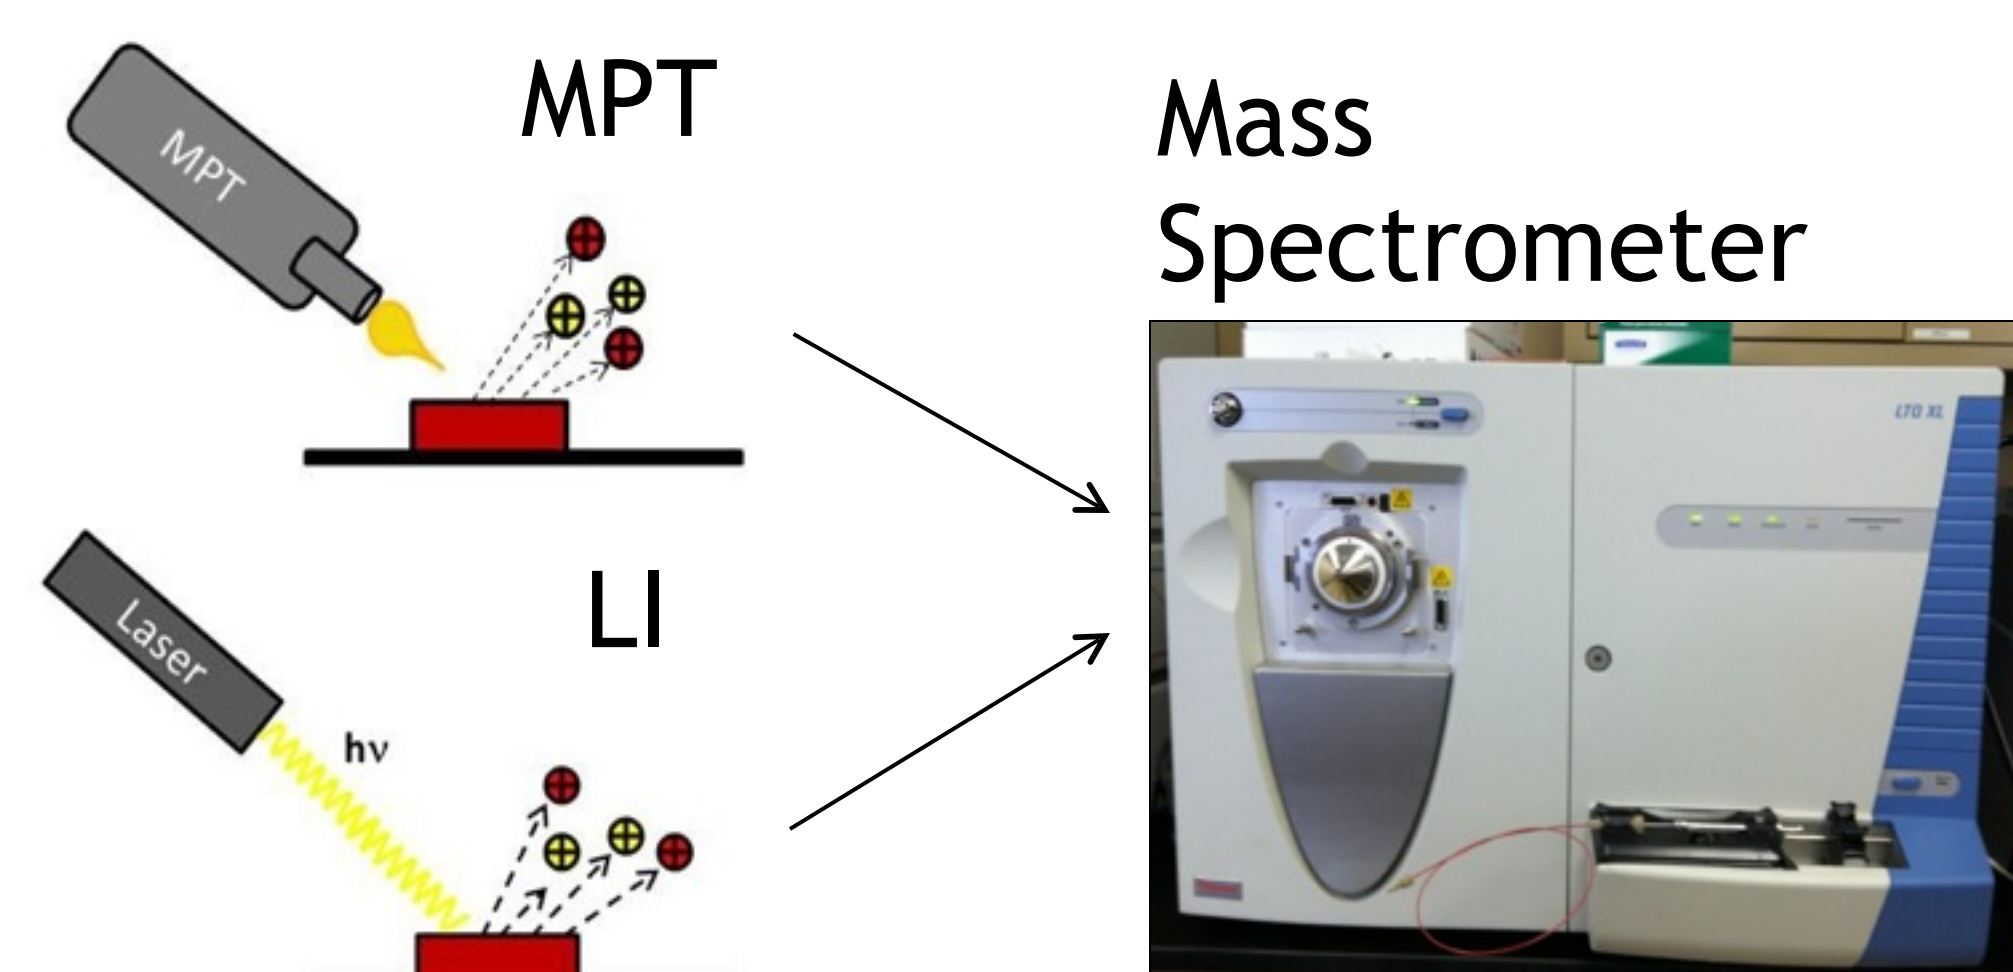 MPT
MPT
Mass
Spectrometer
LTQ XL
LI
Laser
hν